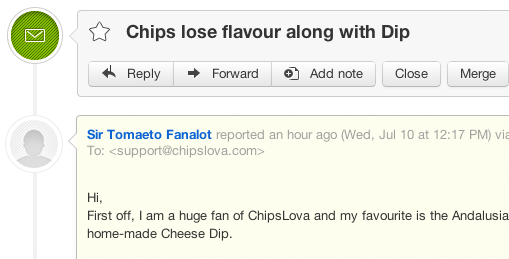 Chips lose flavour along with Dip
Reply
Forward
Add note
Close
Merge
Sir Tomaeto Fanalot reported an hour ago (Wed, Jul 10 at 12:17 PM) via
To: <support@chipslova.com>
Hi,
First off, I am a huge fan of ChipsLova and my favourite is the Andalusia
home-made Cheese Dip.